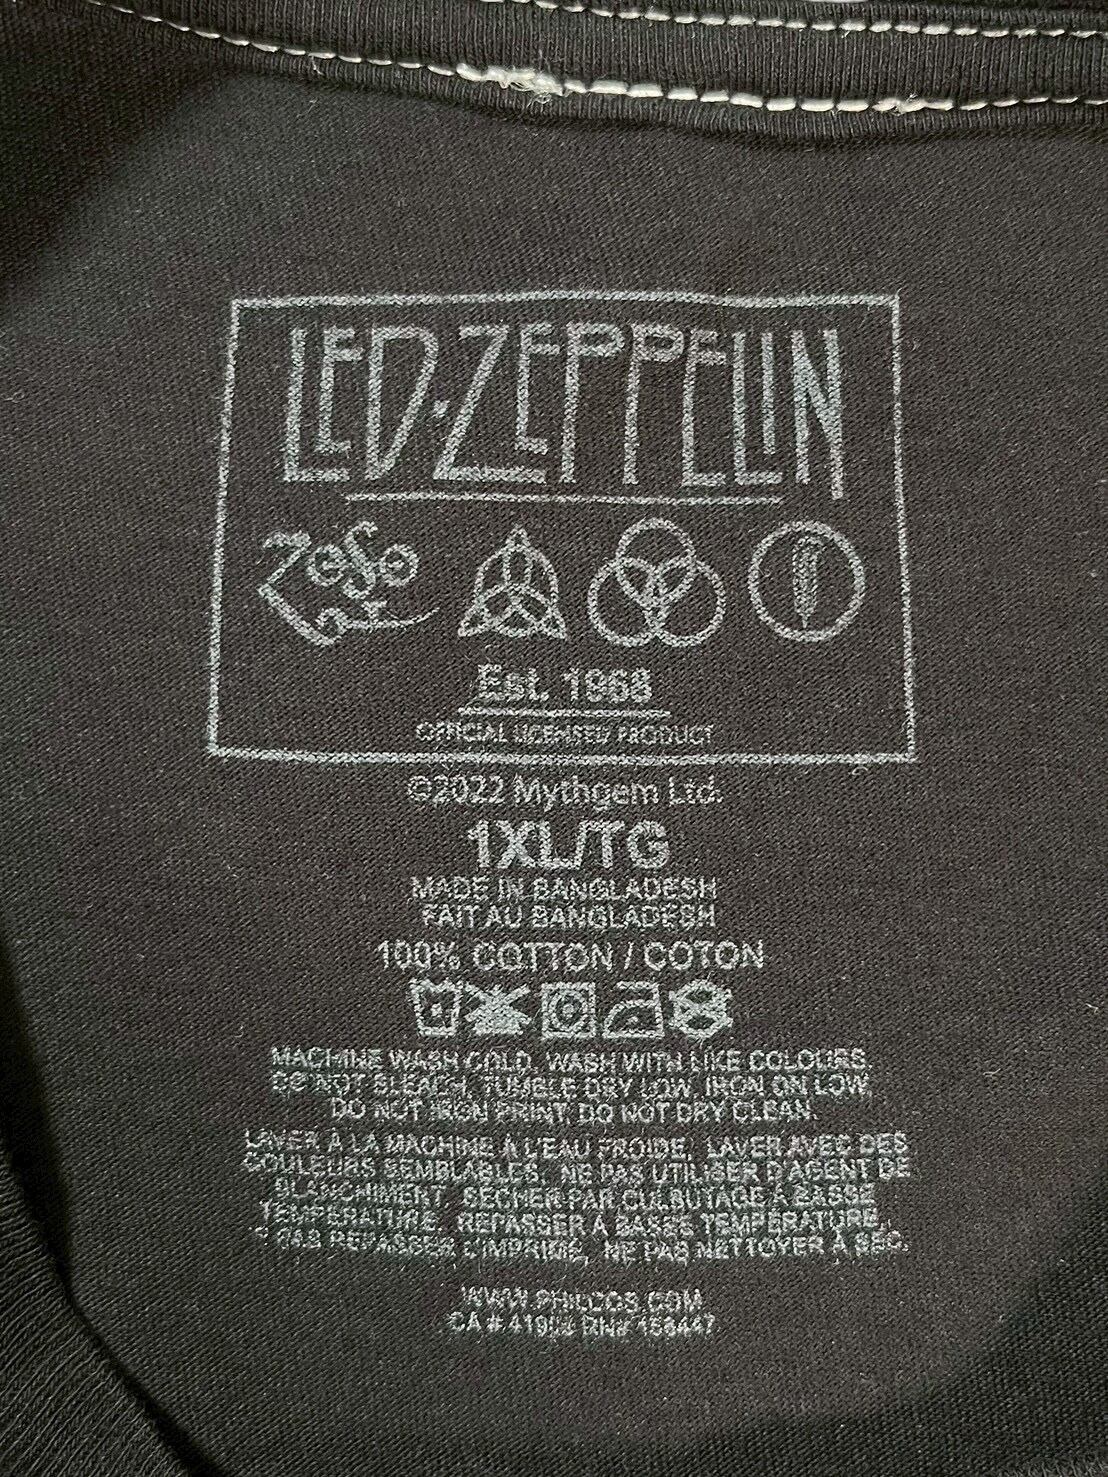 LED-ZEPPELIN
ZOSO
Est. 1968
OFFICIAL LICENSED PRODUCT
©2022 Mythgem Ltd.
1XL/TG
MADE IN BANGLADESH
FAIT AU BANGLADESH
100% COTTON / COTON
MACHINE WASH COLD. WASH WITH LIKE COLOURS.
DO NOT BLEACH. TUMBLE DRY LOW. IRON ON LOW.
DO NOT IRON PRINT. DO NOT DRY CLEAN.
LAVER À LA MACHINE À L'EAU FROIDE. LAVER AVEC DES
COULEURS SEMBLABLES. NE PAS UTILISER D'AGENT DE
BLANCHIMENT. SÉCHER PAR CULBUTAGE À BASSE
TEMPÉRATURE. REPASSER À BASSE TEMPÉRATURE.
PAS REPASSER L'IMPRIMÉ. NE PAS NETTOYER À SEC.
WWW.PHILCOS.COM
CA # RN# 158447